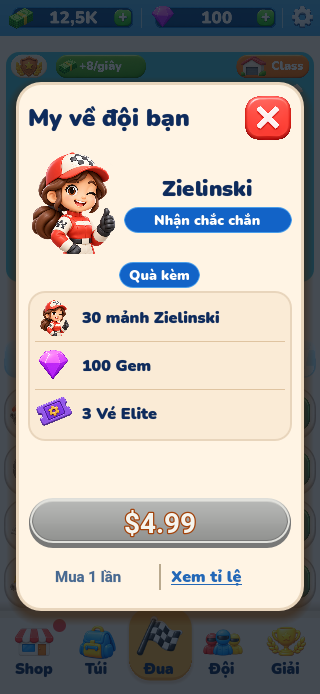 12,5K
100
+8/giây
Class
My về đội bạn
Zielinski
Nhận chắc chắn
Quà kèm
30 mảnh Zielinski
100 Gem
3 Vé Elite
$4.99
Mua 1 lần
Xem tỉ lệ
Shop
Túi
Đua
Đội
Giải